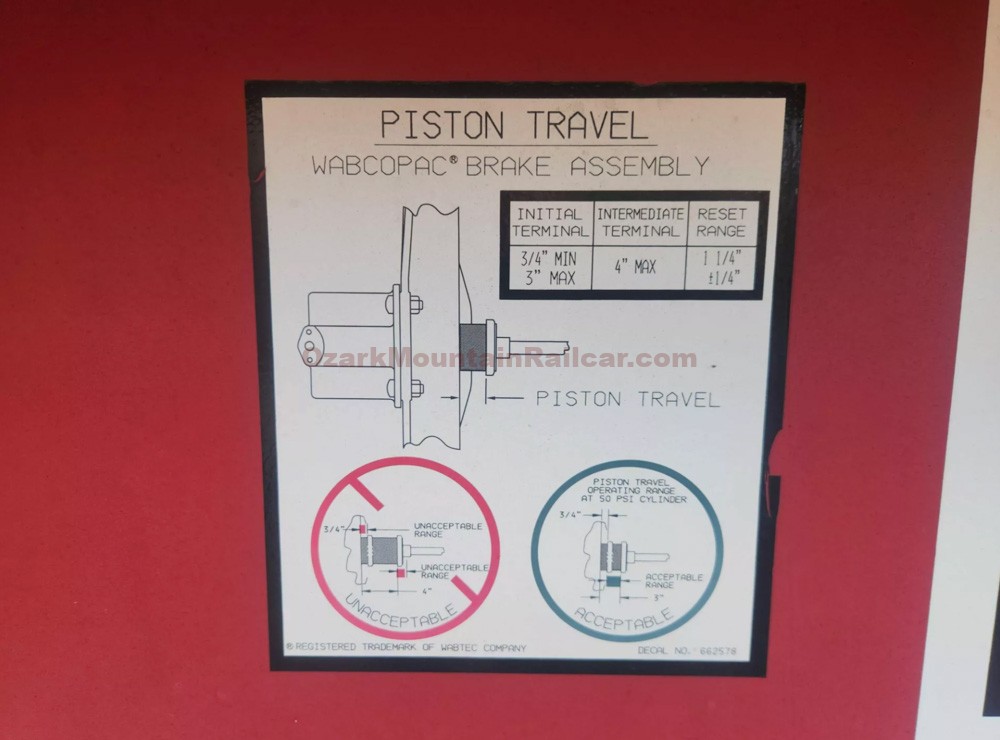 PISTON TRAVEL
WABCOPAC® BRAKE ASSEMBLY
INITIAL TERMINAL
INTERMEDIATE TERMINAL
RESET RANGE
3/4" MIN
3" MAX
4" MAX
1 1/4"
±1/4"
OzarkMountainRailcar.com
PISTON TRAVEL
3/4"
UNACCEPTABLE
RANGE
UNACCEPTABLE
RANGE
4"
UNACCEPTABLE
PISTON TRAVEL
OPERATING RANGE
AT 50 PSI CYLINDER
3/4"
ACCEPTABLE
RANGE
3"
ACCEPTABLE
® REGISTERED TRADEMARK OF WABTEC COMPANY
DECAL NO. 662578